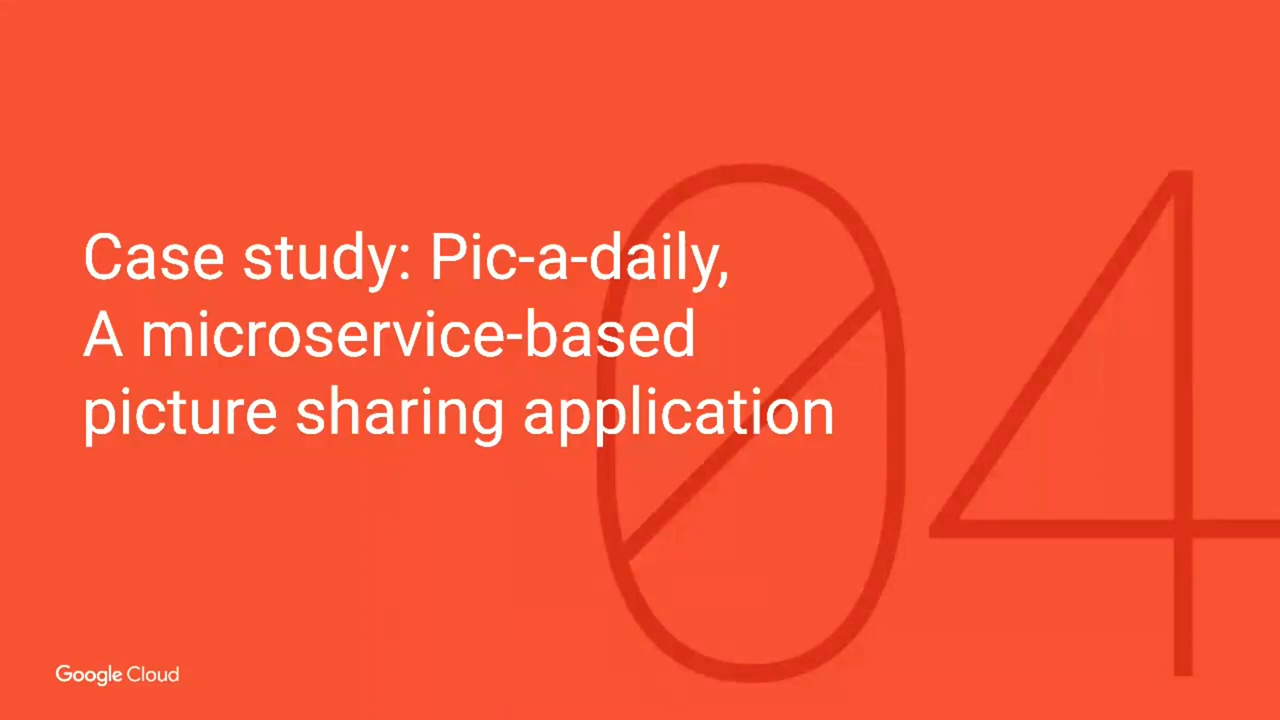 04
Case study: Pic-a-daily,
A microservice-based
picture sharing application
Google Cloud